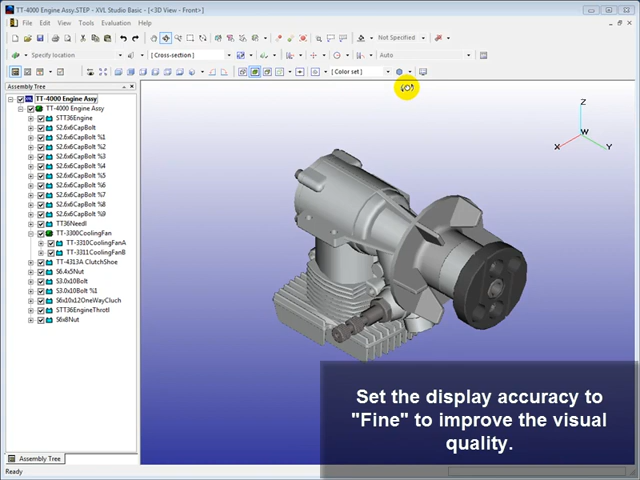 TT-4000 Engine Assy.STEP - XVL Studio Basic - [<3D View - Front>]
File Edit View Tools Evaluation Window Help
Not Specified
Specify location
[ Cross-section ]
Auto
[ Color set ]
Assembly Tree
TT-4000 Engine Assy
TT-4000 Engine Assy
STT36Engine
S2.6x6CapBolt
S2.6x6CapBolt %1
S2.6x6CapBolt %2
S2.6x6CapBolt %3
S2.6x6CapBolt %4
S2.6x6CapBolt %5
S2.6x6CapBolt %6
S2.6x6CapBolt %7
S2.6x6CapBolt %8
S2.6x6CapBolt %9
TT36Needl
TT-3300CoolingFan
TT-3310CoolingFanA
TT-3311CoolingFanB
TT-4313A ClutchShoe
S6.4x5Nut
S3.0x10Bolt
S3.0x10Bolt %1
S6x10x12OneWayCluch
STT36EngineThrotl
S6x8Nut
Z
W
X
Y
Set the display accuracy to
"Fine" to improve the visual
quality.
Assembly Tree
Ready